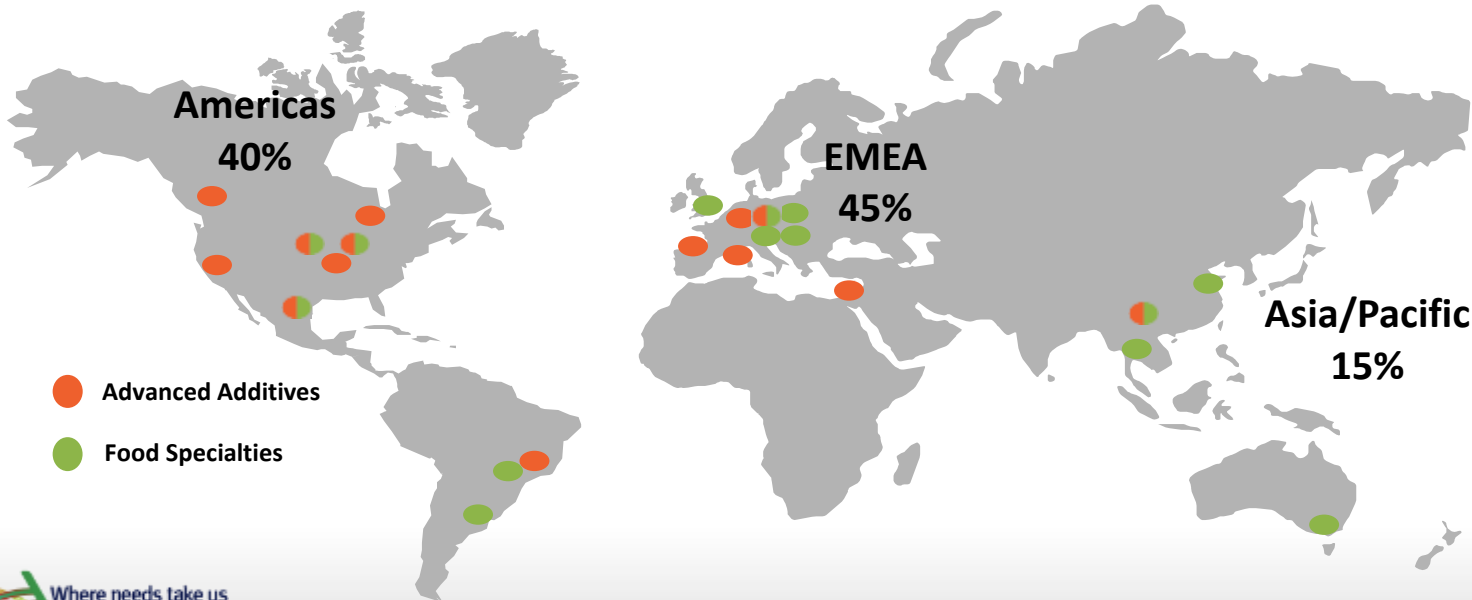 Americas
40%
EMEA
45%
Asia/Pacific
15%
Advanced Additives
Food Specialties
Where needs take us